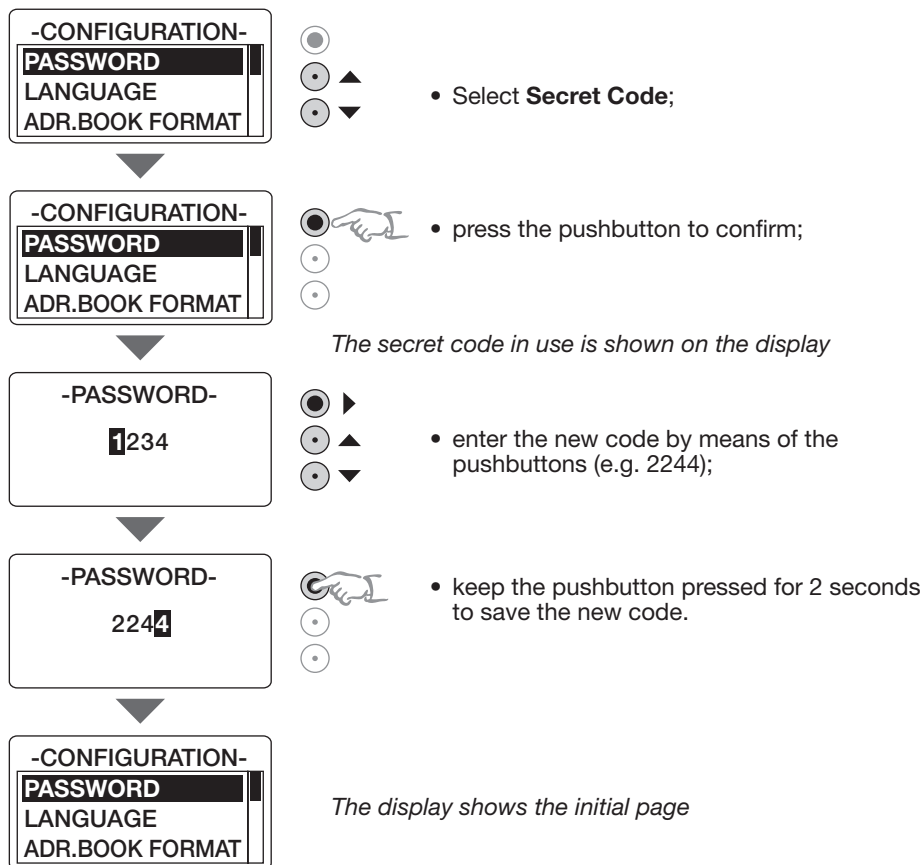 -CONFIGURATION-
PASSWORD
LANGUAGE
ADR.BOOK FORMAT
• Select Secret Code;
-CONFIGURATION-
PASSWORD
LANGUAGE
ADR.BOOK FORMAT
• press the pushbutton to confirm;
The secret code in use is shown on the display
-PASSWORD-
1234
• enter the new code by means of the
pushbuttons (e.g. 2244);
-PASSWORD-
2244
• keep the pushbutton pressed for 2 seconds
to save the new code.
-CONFIGURATION-
PASSWORD
LANGUAGE
ADR.BOOK FORMAT
The display shows the initial page